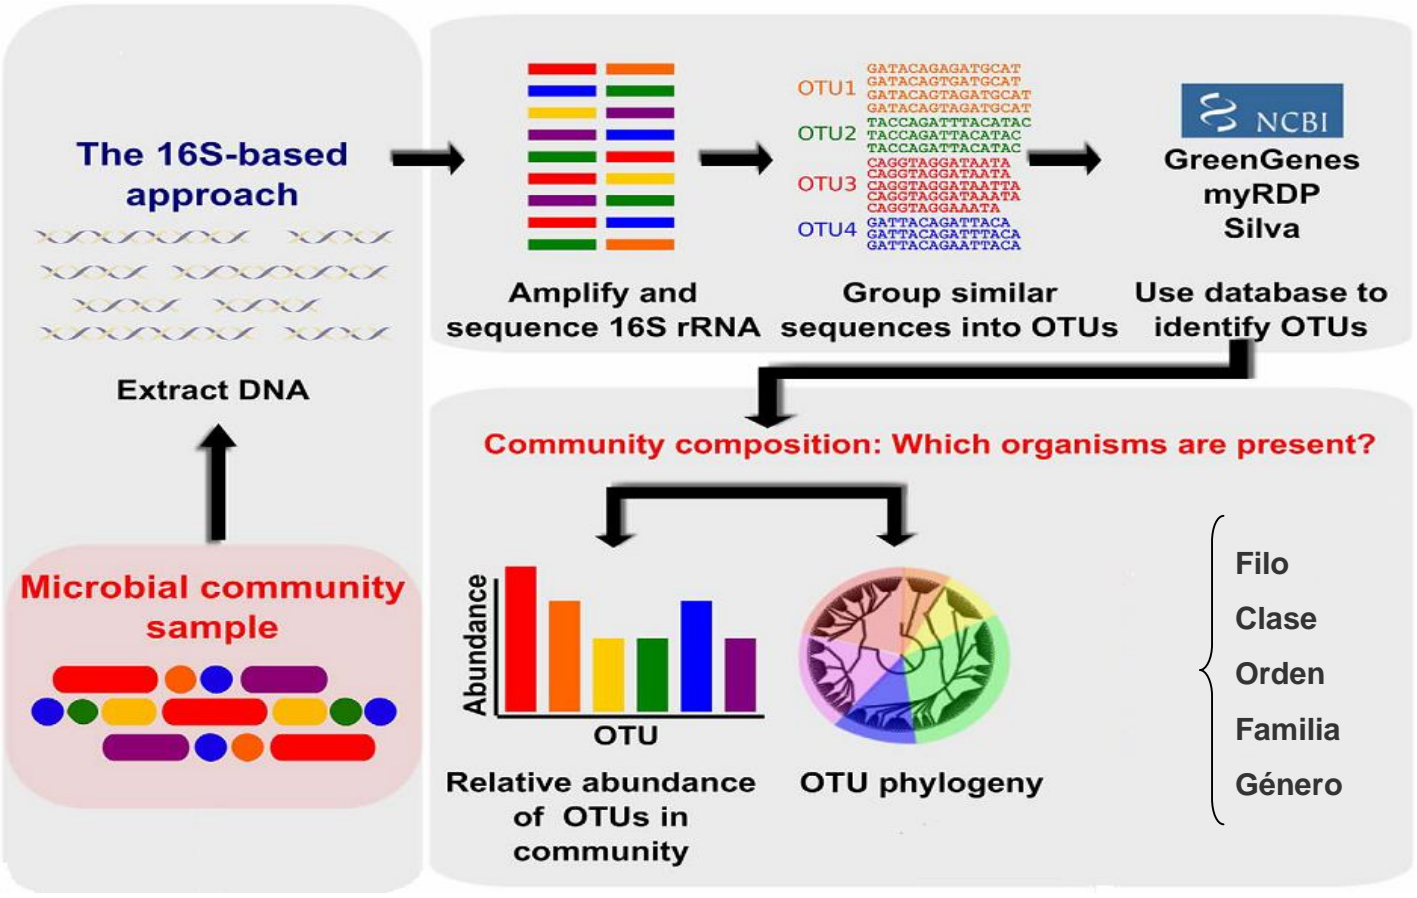 The 16S-based
approach
Extract DNA
Microbial community
sample
OTU1
GATACAGAGATGCAT
GATACAGTGATGCAT
GATACAGTAGATGCAT
GATACAGTAGATGCAT
OTU2
TACCAGATTTACATAC
TACCAGATTACATAC
TACCAGATTACATAC
OTU3
CAGGTAGGATAATA
CAGGTAGGATAATA
CAGGTAGGATAATTA
CAGGTAGGATAAATA
CAGGTAGGAAATA
OTU4
GATTACAGATTACA
GATTACAGATTTACA
GATTACAGAATTACA
NCBI
GreenGenes
myRDP
Silva
Amplify and
sequence 16S rRNA
Group similar
sequences into OTUs
Use database to
identify OTUs
Community composition: Which organisms are present?
Abundance
OTU
Relative abundance
of OTUs in
community
OTU phylogeny
Filo
Clase
Orden
Familia
Género